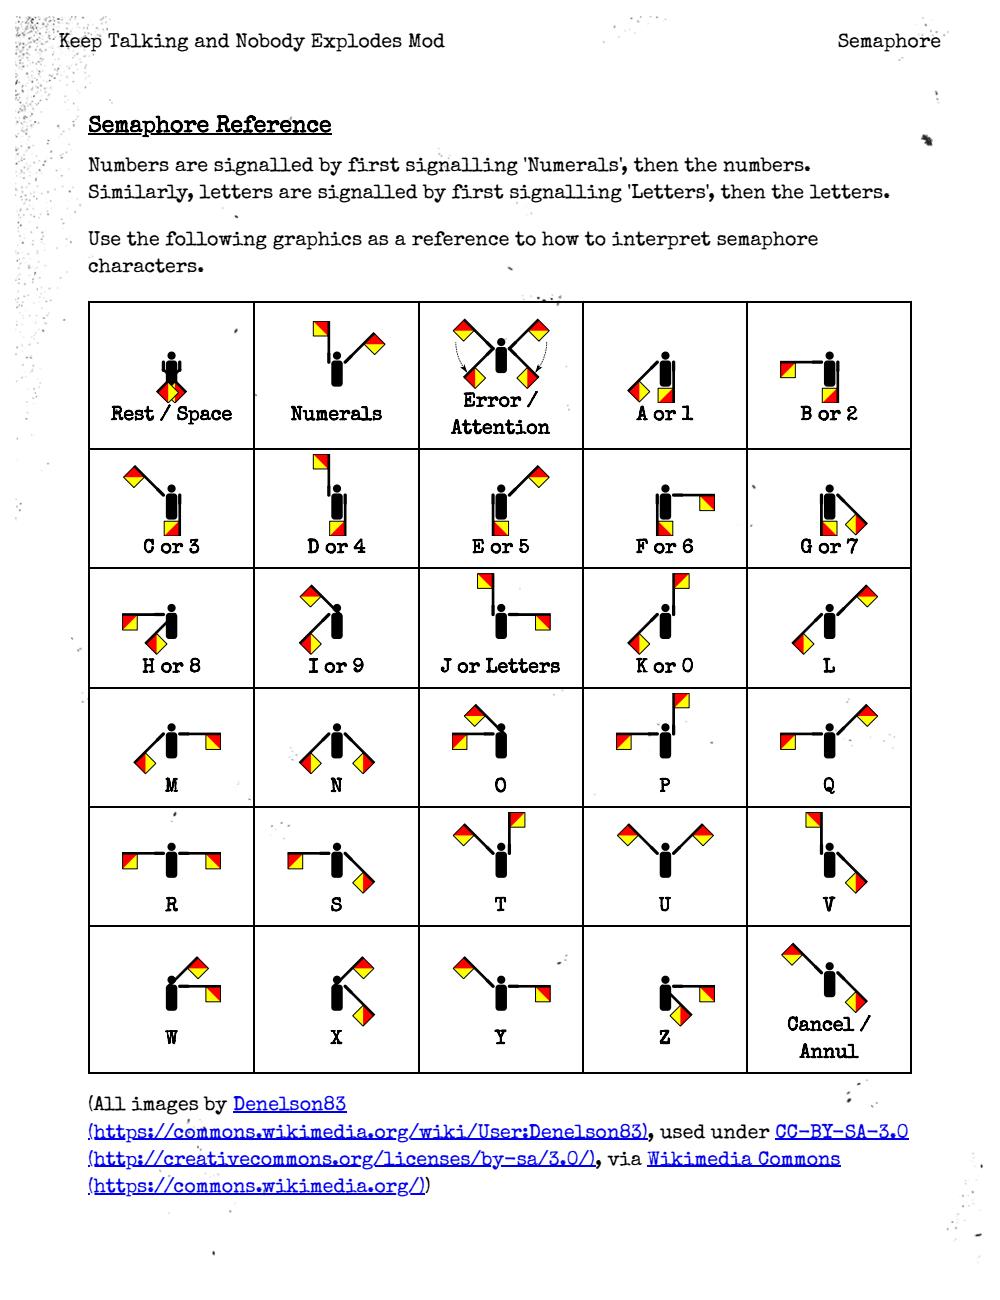 Keep Talking and Nobody Explodes Mod
Semaphore
Semaphore Reference
Numbers are signalled by first signalling 'Numerals', then the numbers.
Similarly, letters are signalled by first signalling 'Letters', then the letters.
Use the following graphics as a reference to how to interpret semaphore
characters.
Rest / Space
Numerals
Error /
Attention
A or 1
B or 2
C or 3
D or 4
E or 5
F or 6
G or 7
H or 8
I or 9
J or Letters
K or 0
L
M
N
O
P
Q
R
S
T
U
V
W
X
Y
Z
Cancel /
Annul
(All images by Denelson83
(https://commons.wikimedia.org/wiki/User:Denelson83), used under CC-BY-SA-3.0
(http://creativecommons.org/licenses/by-sa/3.0/), via Wikimedia Commons
(https://commons.wikimedia.org/))